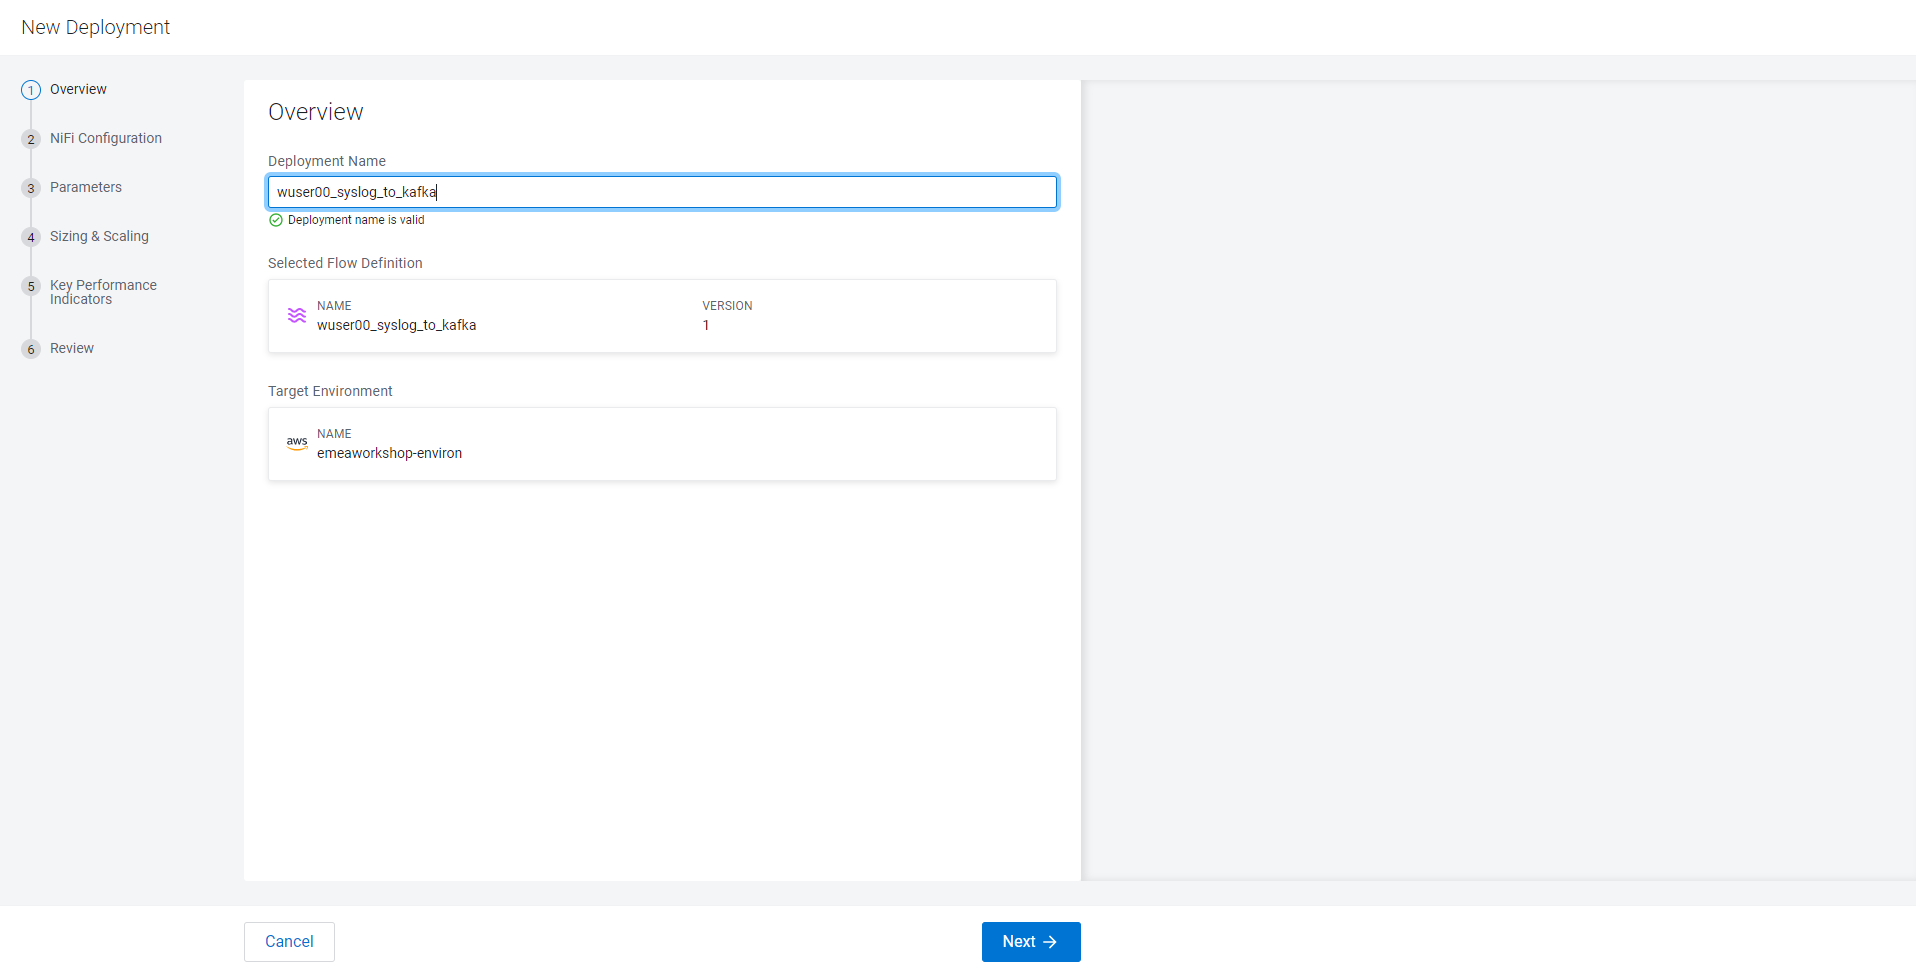 New Deployment
1 Overview
2 NiFi Configuration
3 Parameters
4 Sizing & Scaling
5 Key Performance
Indicators
6 Review
Overview
Deployment Name
wuser00_syslog_to_kafka
Deployment name is valid
Selected Flow Definition
NAME VERSION
wuser00_syslog_to_kafka 1
Target Environment
aws NAME
emeaworkshop-environ
Cancel
Next